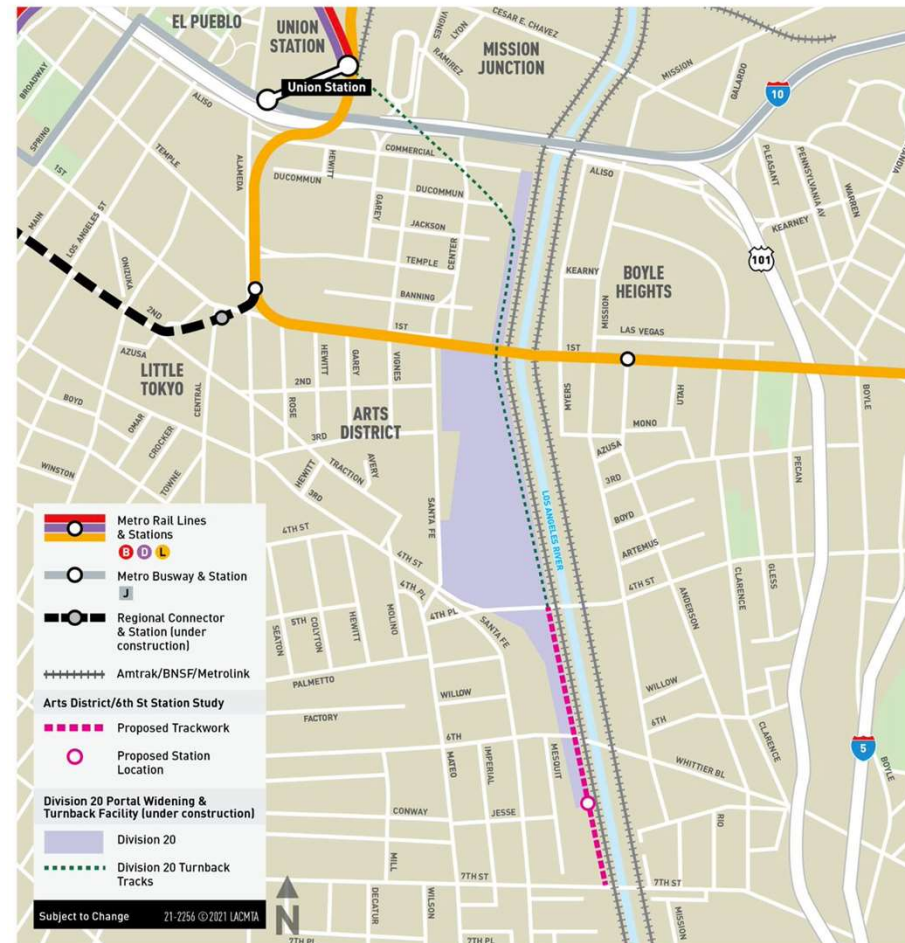 EL PUEBLO
UNION
STATION
Union Station
MISSION
JUNCTION
CESAR E. CHAVEZ
VIGNES
LYON
RAMIREZ
MISSION
GALARDO
10
BROADWAY
SPRING
ALISO
1ST
MAIN
LOS ANGELES ST
TEMPLE
ALAMEDA
HEWITT
COMMERCIAL
DUCOMMUN
GAREY
DUCOMMUN
JACKSON
CENTER
TEMPLE
BANNING
1ST
ALISO
PLEASANT
PENNSYLVANIA AV
WARREN
KEARNEY
101
KEARNY
BOYLE
HEIGHTS
MISSION
LAS VEGAS
1ST
ONIZUKA
2ND
AZUSA
LITTLE
TOKYO
CENTRAL
BOYD
OMAR
CROCKER
WINSTON
TOWNE
HEWITT
GAREY
VIGNES
2ND
ROSE
ARTS
DISTRICT
3RD
AVERY
TRACTION
HEWITT
3RD
SANTA FE
4TH ST
4TH ST
4TH PL
4TH PL
SANTA FE
LOS ANGELES RIVER
MYERS
UTAH
MONO
AZUSA
3RD
BOYD
ARTEMUS
4TH ST
ANDERSON
CLARENCE
GLESS
PECAN
BOYLE
SEATON
5TH
COLYTON
HEWITT
MOLINO
PALMETTO
FACTORY
WILLOW
6TH
MATEO
IMPERIAL
MESQUIT
CONWAY
JESSE
MILL
7TH ST
DECATUR
WILSON
7TH PL
7TH PL
WILLOW
6TH
WHITTIER BL
CLARENCE
RIO
7TH ST
MISSION
5
BOYLE
Metro Rail Lines
& Stations
B D L
Metro Busway & Station
J
Regional Connector
& Station (under
construction)
Amtrak/BNSF/Metrolink
Arts District/6th St Station Study
Proposed Trackwork
Proposed Station
Location
Division 20 Portal Widening &
Turnback Facility (under construction)
Division 20
Division 20 Turnback
Tracks
Subject to Change 21-2256 ©2021 LACMTA
N